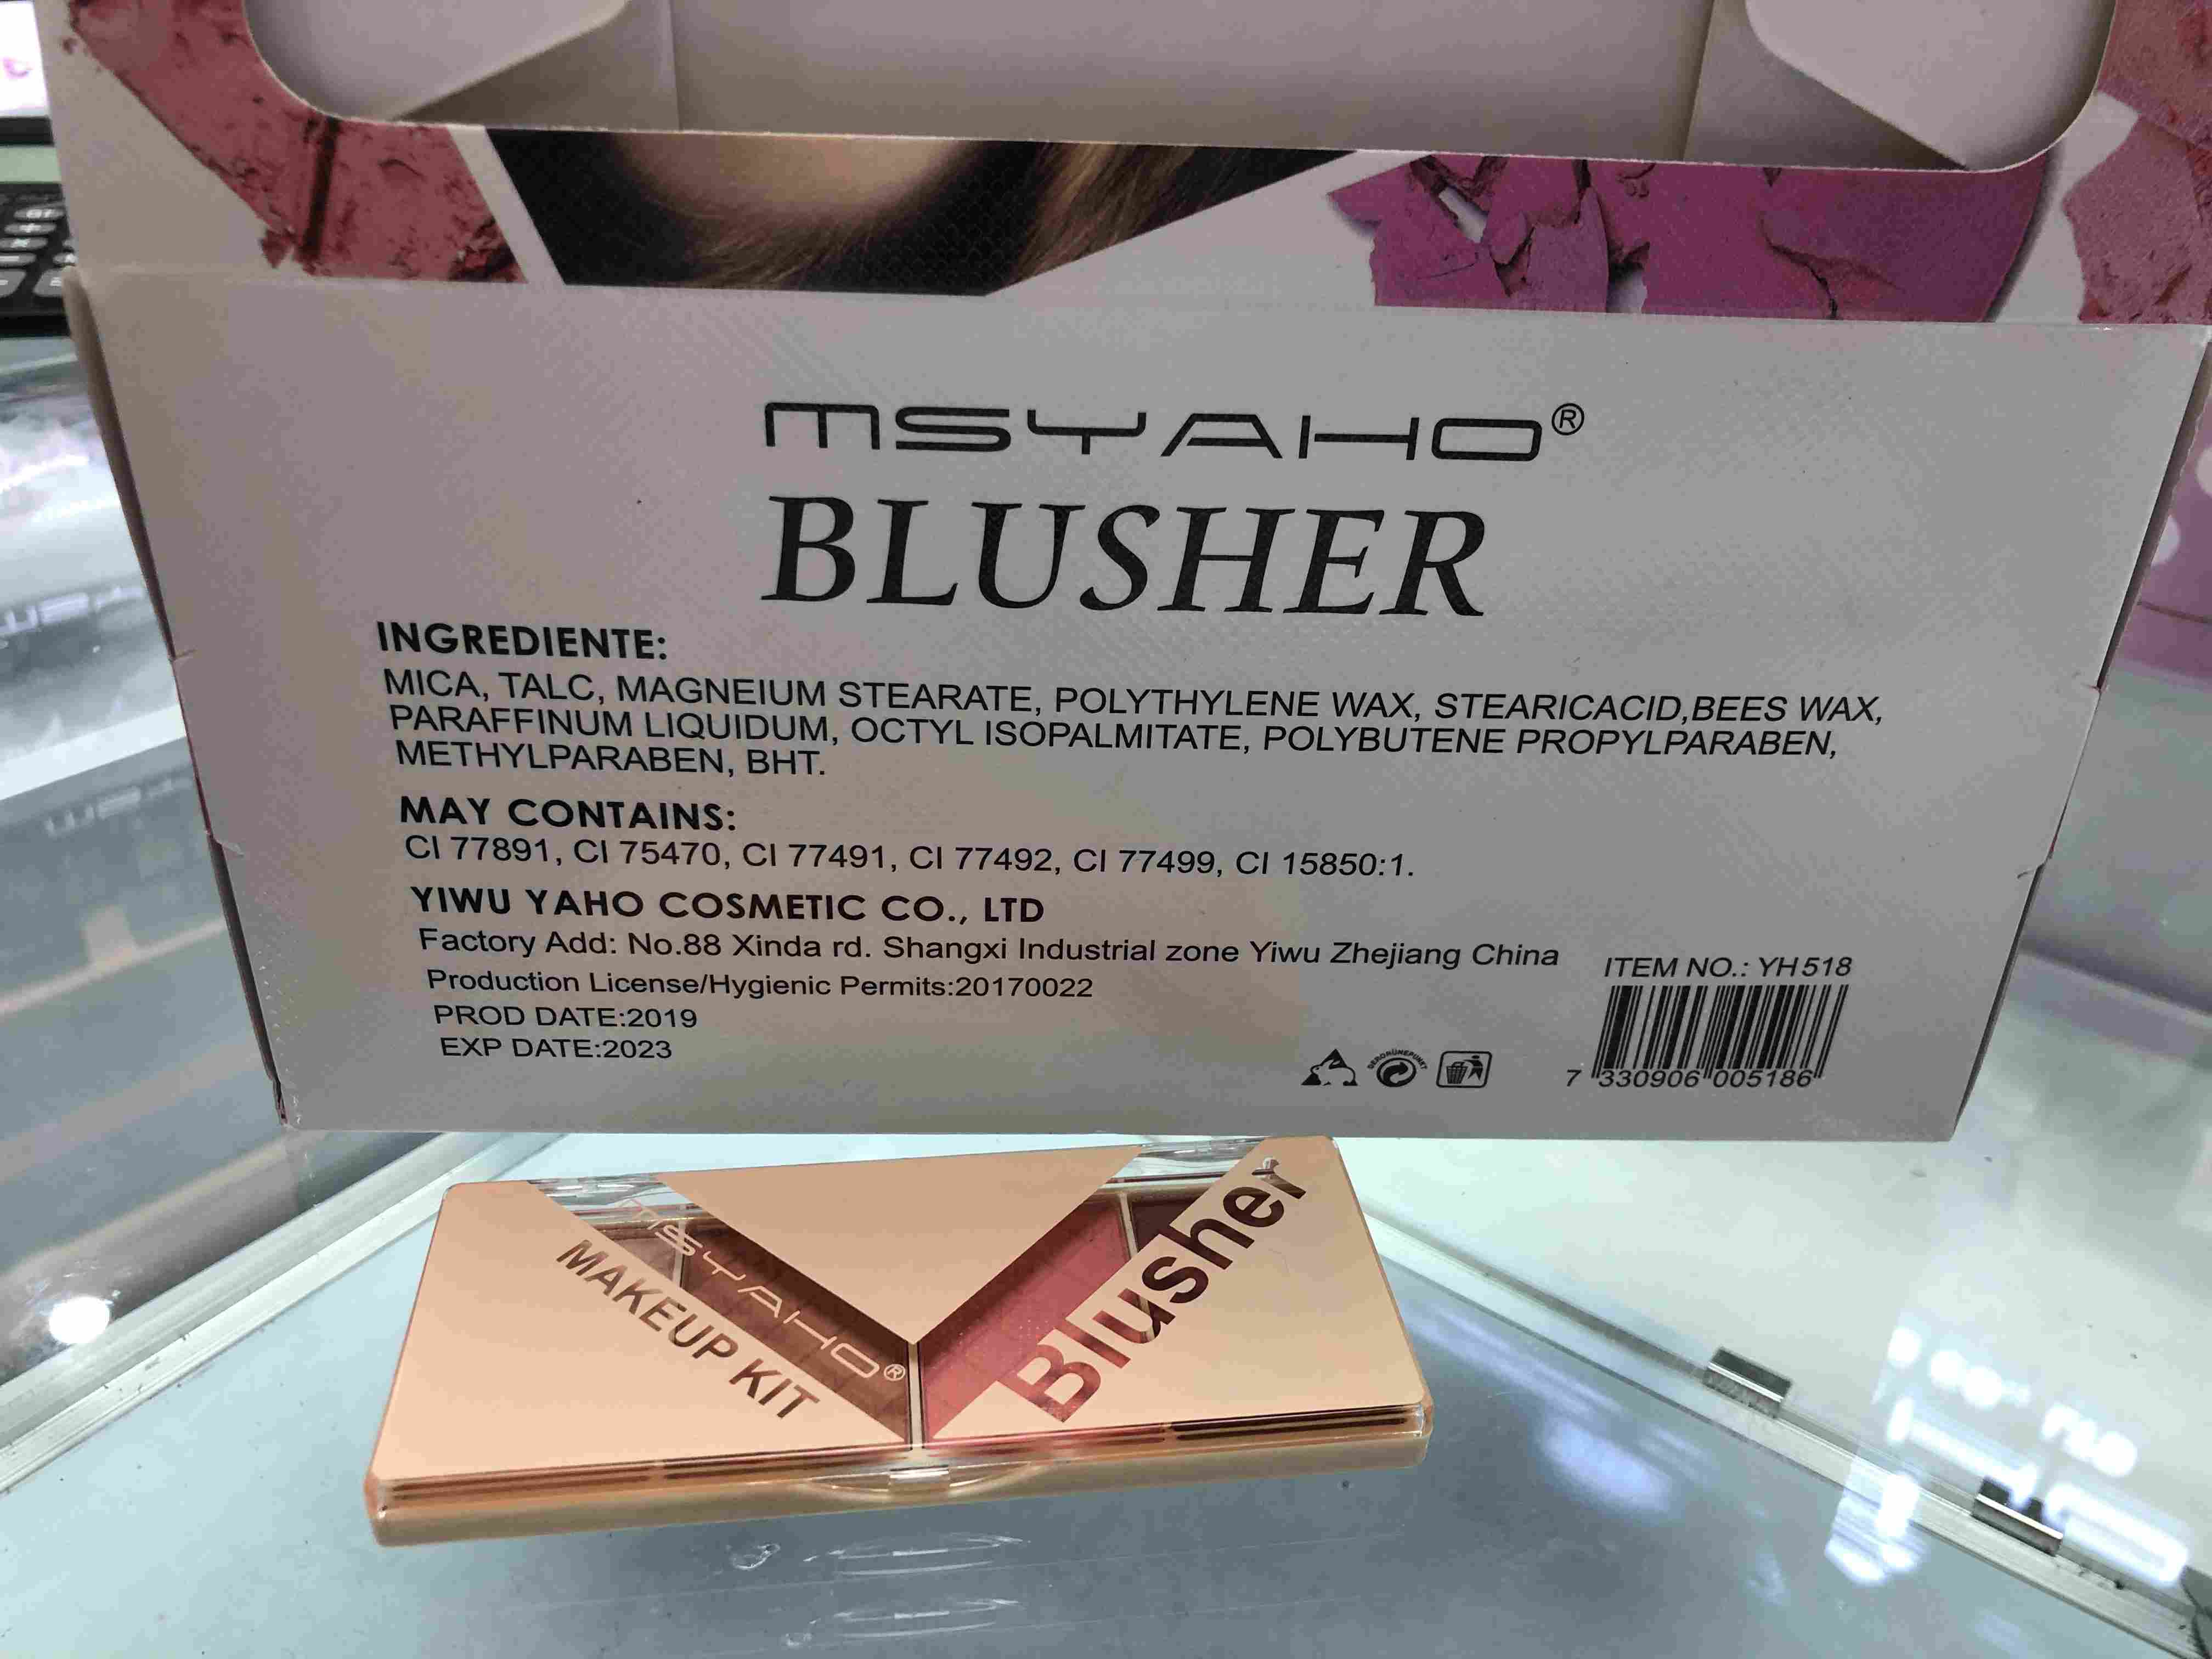 MSYAHO®
BLUSHER
INGREDIENTE:
MICA, TALC, MAGNEIUM STEARATE, POLYTHYLENE WAX, STEARICACID,BEES WAX,
PARAFFINUM LIQUIDUM, OCTYL ISOPALMITATE, POLYBUTENE PROPYLPARABEN,
METHYLPARABEN, BHT.
MAY CONTAINS:
CI 77891, CI 75470, CI 77491, CI 77492, CI 77499, CI 15850:1.
YIWU YAHO COSMETIC CO., LTD
Factory Add: No.88 Xinda rd. Shangxi Industrial zone Yiwu Zhejiang China
Production License/Hygienic Permits:20170022
PROD DATE:2019
EXP DATE:2023
ITEM NO.: YH518
7 330906 005186
MSYAHO®
MAKEUP KIT
Blusher